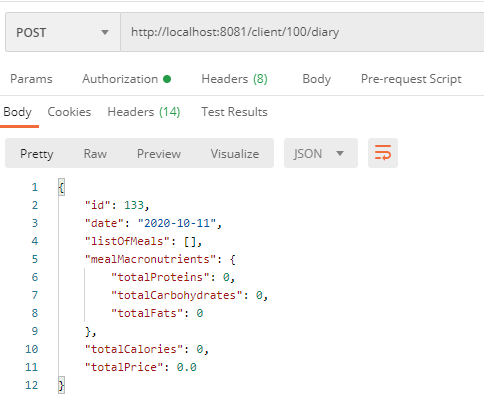 POST http://localhost:8081/client/100/diary
Params Authorization Headers (8) Body Pre-request Script
Body Cookies Headers (14) Test Results
Pretty Raw Preview Visualize JSON
1 {
2 "id": 133,
3 "date": "2020-10-11",
4 "listOfMeals": [],
5 "mealMacronutrients": {
6 "totalProteins": 0,
7 "totalCarbohydrates": 0,
8 "totalFats": 0
9 },
10 "totalCalories": 0,
11 "totalPrice": 0.0
12 }